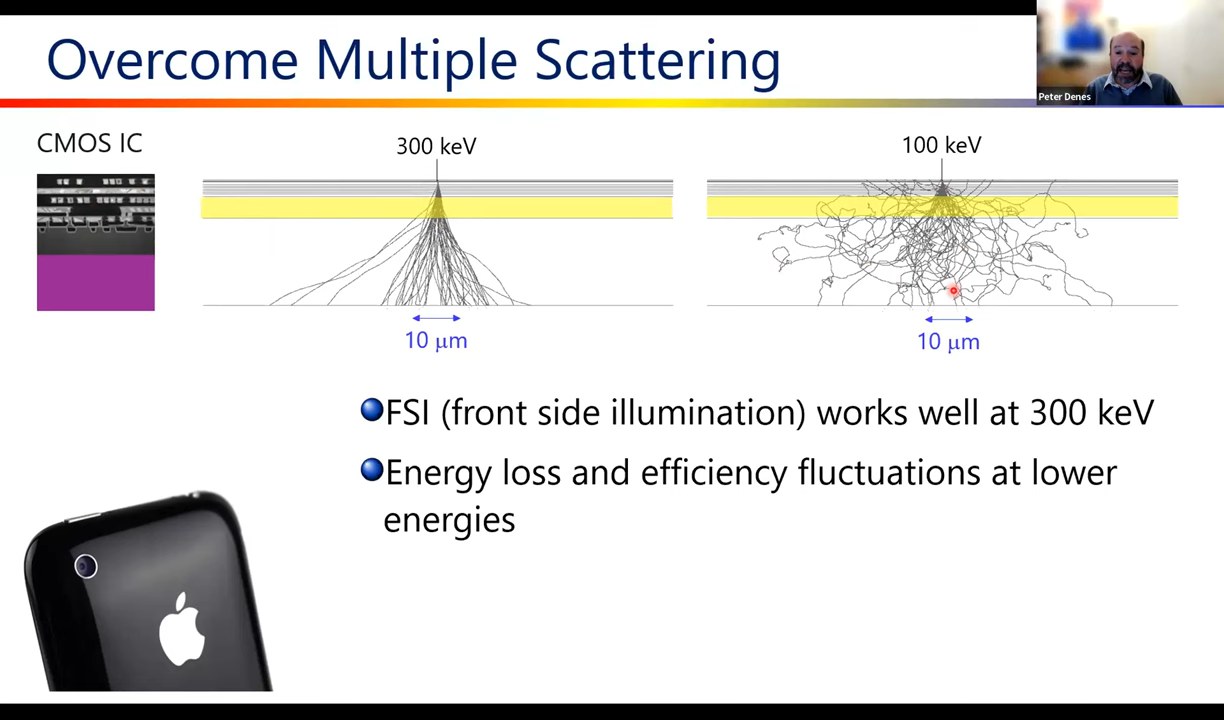 Overcome Multiple Scattering
Peter Denes
CMOS IC
300 keV
100 keV
10 μm
10 μm
FSI (front side illumination) works well at 300 keV
Energy loss and efficiency fluctuations at lower
energies